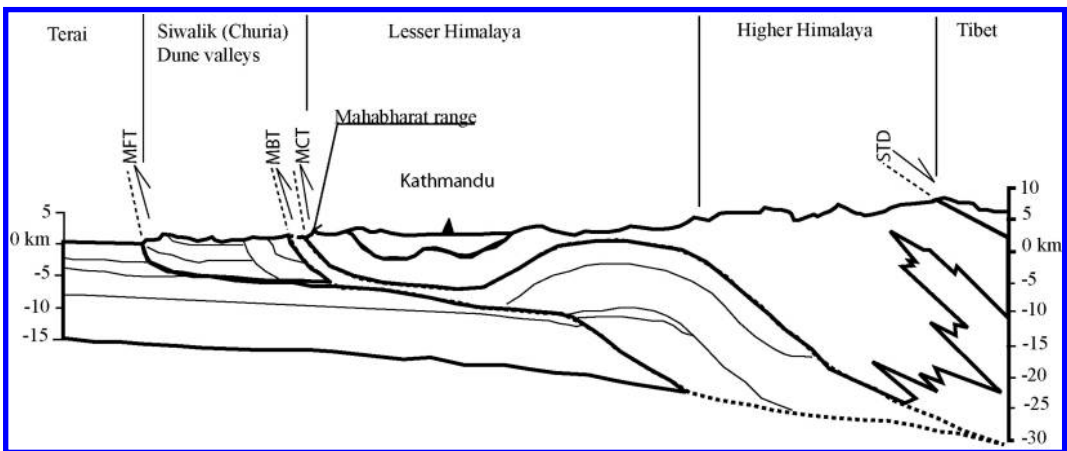 Terai
Siwalik (Churia)
Dune valleys
Lesser Himalaya
Higher Himalaya
Tibet
Mahabharat range
MFT
MBT
MCT
STD
Kathmandu
5
0 km
-5
-10
-15
10
5
0 km
-5
-10
-15
-20
-25
-30